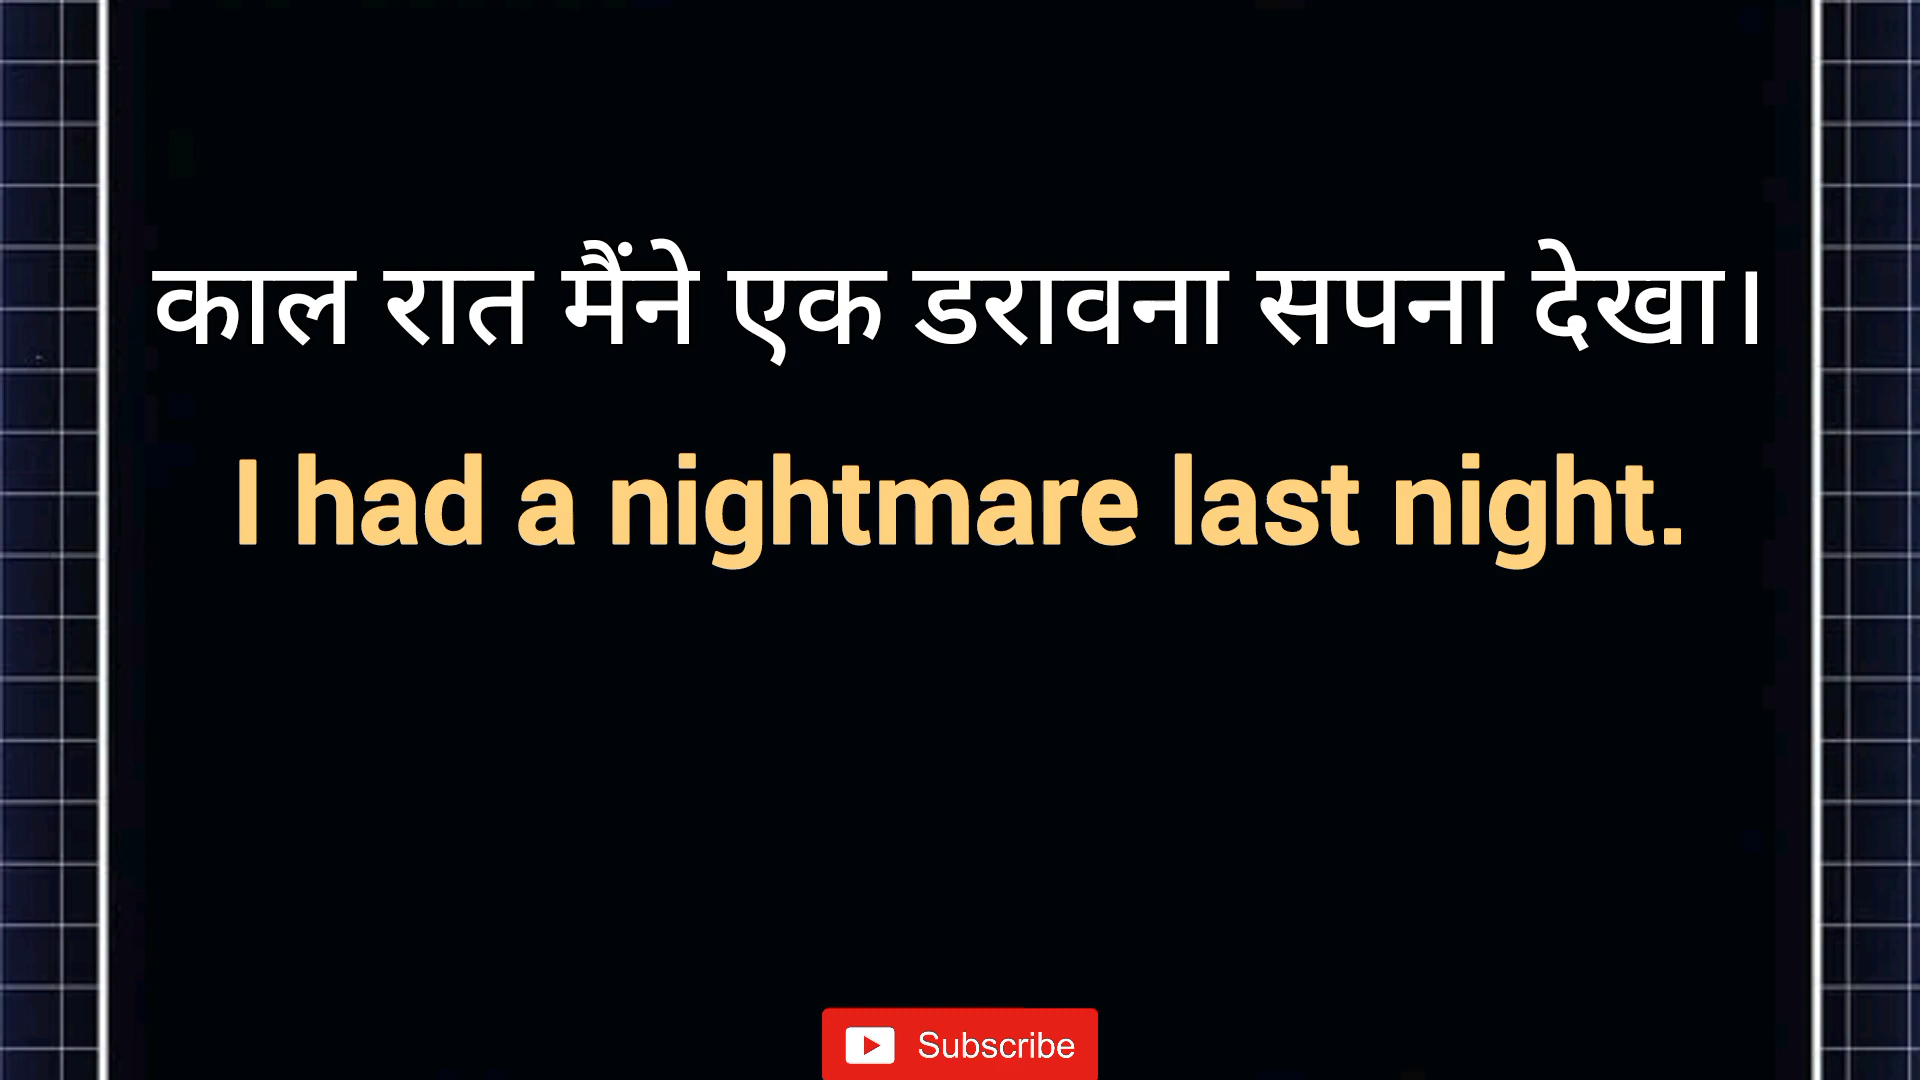 काल रात मैंने एक डरावना सपना देखा।
I had a nightmare last night.
Subscribe